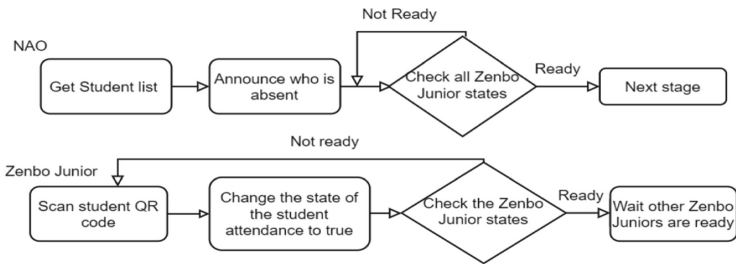 Not Ready
NAO
Get Student list
Announce who is
absent
Check all Zenbo
Junior states
Ready
Next stage
Not ready
Zenbo Junior
Scan student QR
code
Change the state of
the student
attendance to true
Check the Zenbo
Junior states
Ready
Wait other Zenbo
Juniors are ready